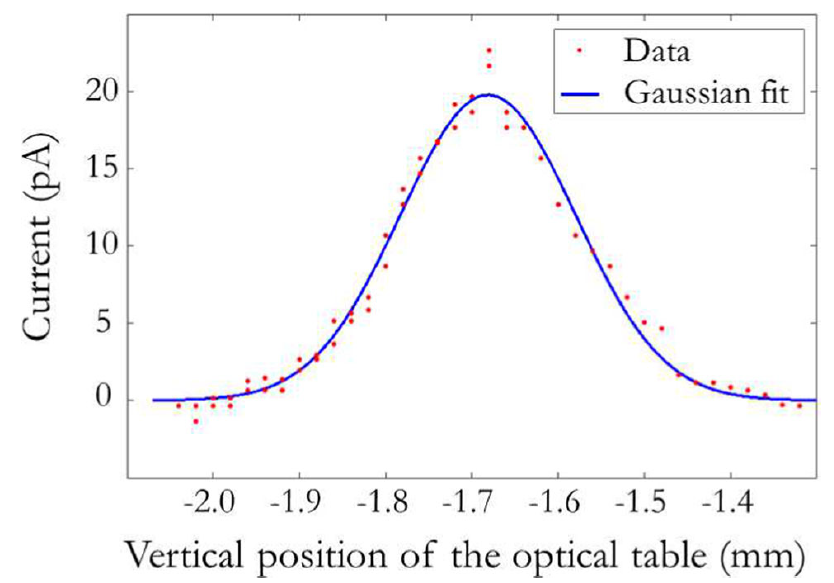 Data
Gaussian fit
Current (pA)
20
15
10
5
0
-2.0 -1.9 -1.8 -1.7 -1.6 -1.5 -1.4
Vertical position of the optical table (mm)